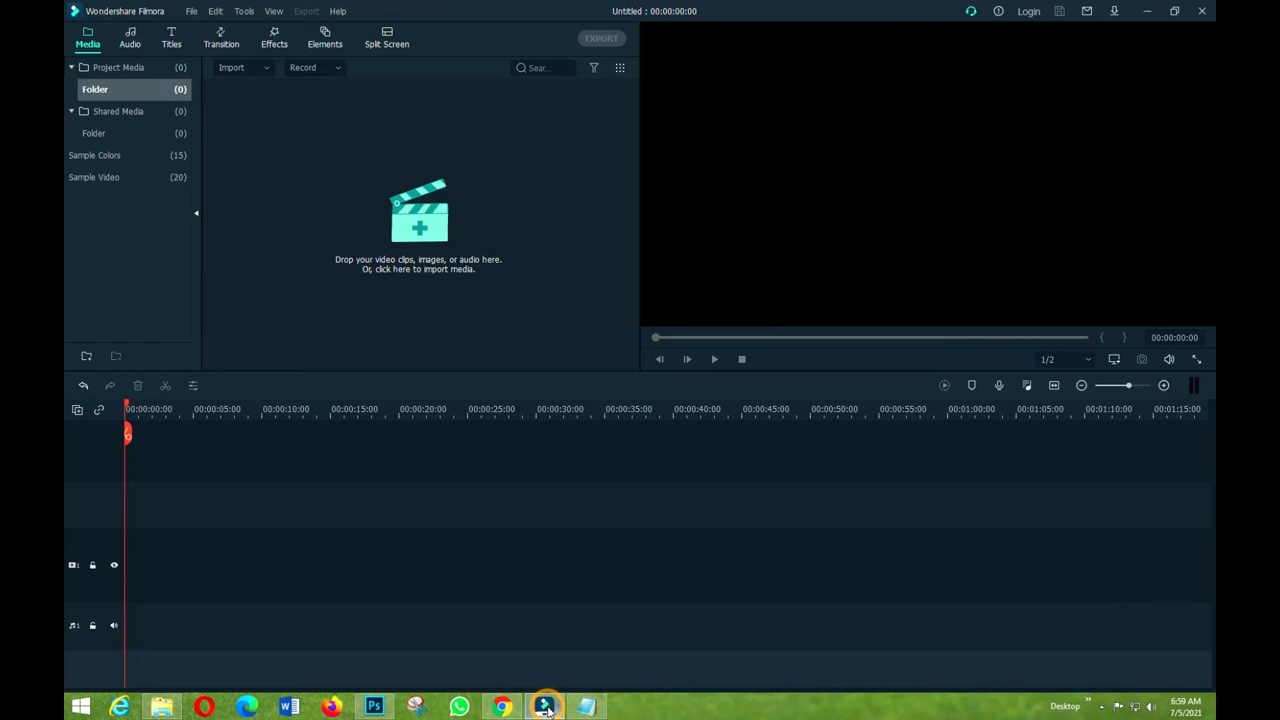 Wondershare Filmora File Edit Tools View Export Help Untitled : 00:00:00:00 Login
Media Audio Titles Transition Effects Elements Split Screen EXPORT
Project Media (0)
Folder (0)
Shared Media (0)
Folder (0)
Sample Colors (15)
Sample Video (20)
Import Record Sear...
Drop your video clips, images, or audio here.
Or, click here to import media.
{ } 00:00:00:00
1/2
00:00:00:00 00:00:05:00 00:00:10:00 00:00:15:00 00:00:20:00 00:00:25:00 00:00:30:00 00:00:35:00 00:00:40:00 00:00:45:00 00:00:50:00 00:00:55:00 00:01:00:00 00:01:05:00 00:01:10:00 00:01:15:00
1
1
Ps
Desktop » 6:59 AM
7/5/2021